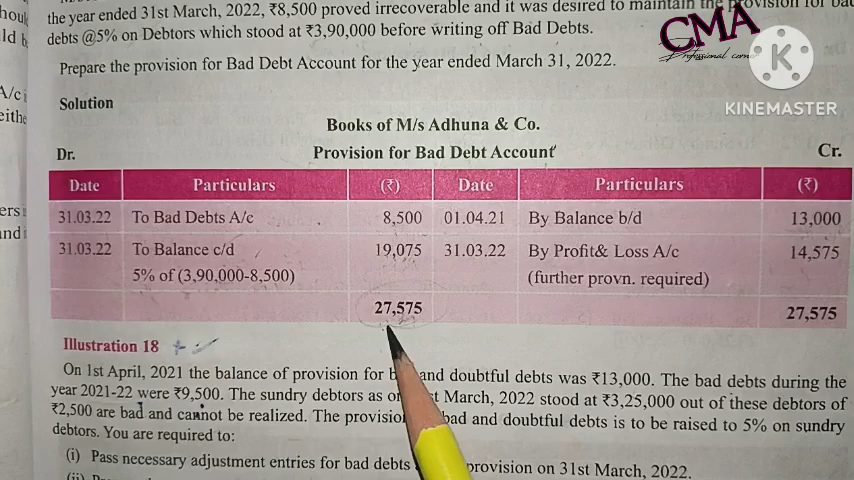 the year ended 31st March, 2022, ₹8,500 proved irrecoverable and it was desired to maintain the provision for bad
debts @5% on Debtors which stood at ₹3,90,000 before writing off Bad Debts.
CMA
Professional corner
KINEMASTER
Prepare the provision for Bad Debt Account for the year ended March 31, 2022.
Solution
Books of M/s Adhuna & Co.
Dr. Provision for Bad Debt Account Cr.
Date Particulars (₹) Date Particulars (₹)
31.03.22 To Bad Debts A/c 8,500 01.04.21 By Balance b/d 13,000
31.03.22 To Balance c/d 19,075 31.03.22 By Profit& Loss A/c 14,575
5% of (3,90,000-8,500) (further provn. required)
27,575 27,575
Illustration 18
On 1st April, 2021 the balance of provision for and doubtful debts was ₹13,000. The bad debts during the
year 2021-22 were ₹9,500. The sundry debtors as March, 2022 stood at ₹3,25,000 out of these debtors of
₹2,500 are bad and cannot be realized. The provision bad and doubtful debts is to be raised to 5% on sundry
debtors. You are required to:
(i) Pass necessary adjustment entries for bad debts provision on 31st March, 2022.
(ii)